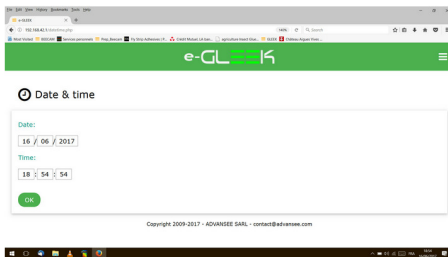 File Edit View History Bookmarks Tools Help
e-GLEEK
192.168.42.1/datetime.php
140%
Search
Most Visited
e-GLEEK
Date & time
Date:
16 / 06 / 2017
Time:
18 : 54 : 54
OK
Copyright 2009-2017 - ADVANSEE SARL - contact@advansee.com